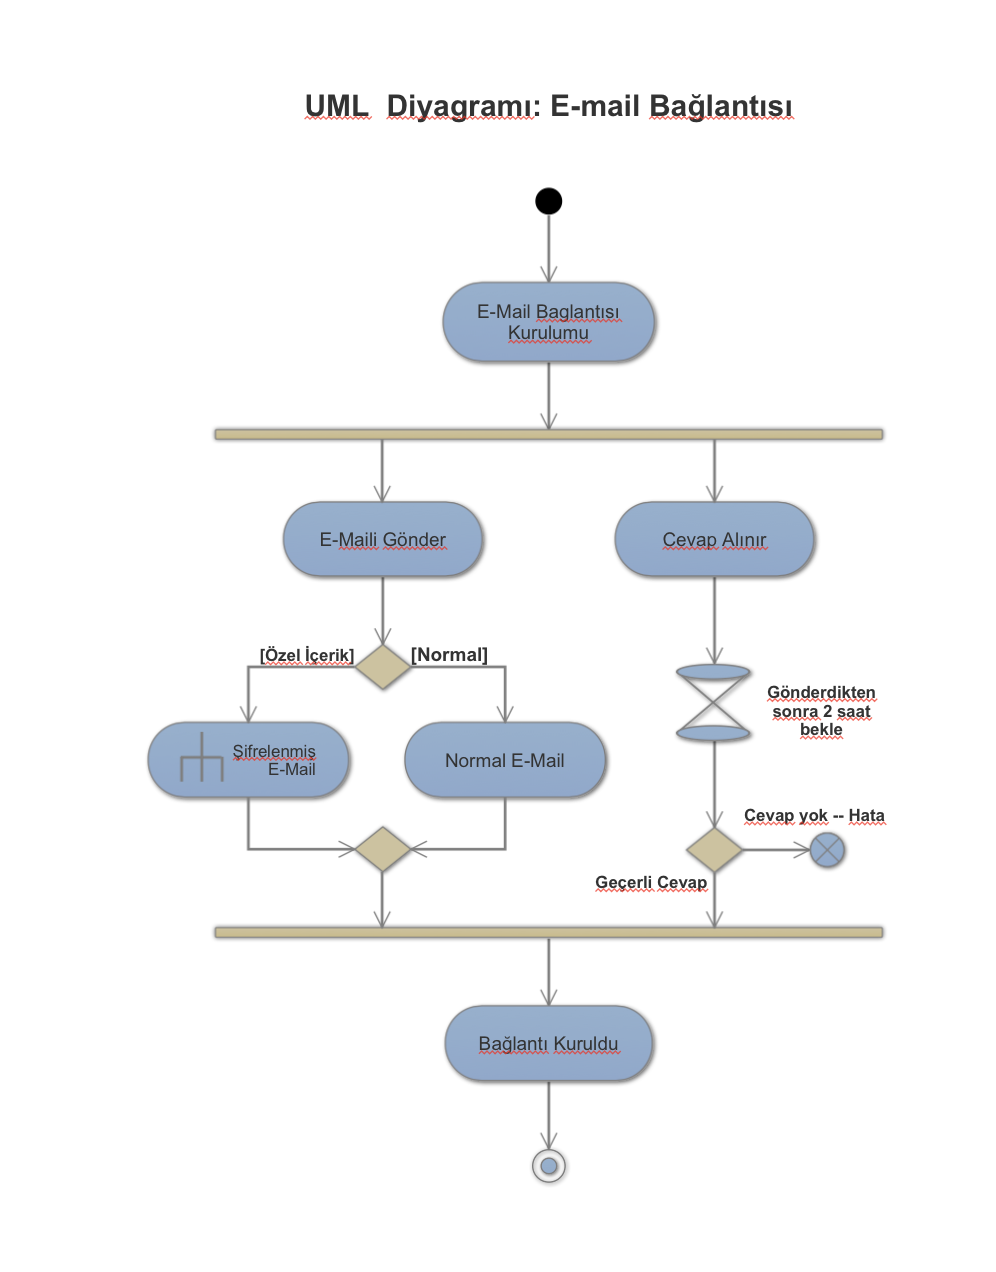 UML  Diyagramı: E-mail Bağlantısı
E-Mail Baglantısı
Kurulumu
E-Maili Gönder
Cevap Alınır
[Özel İçerik]
[Normal]
Gönderdikten
sonra 2 saat
bekle
Şifrelenmiş
E-Mail
Normal E-Mail
Cevap yok -- Hata
Geçerli Cevap
Bağlantı Kuruldu